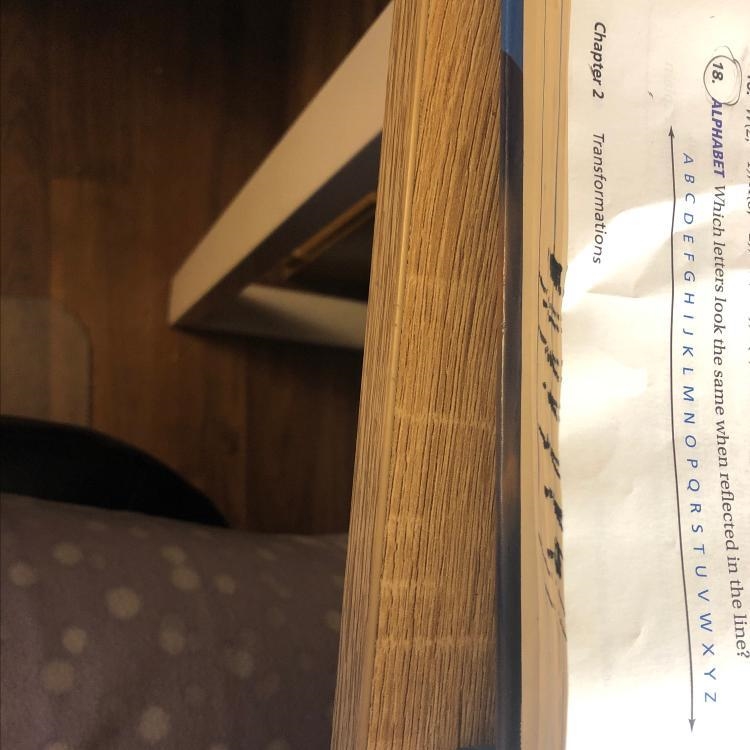 18. ALPHABET Which letters look the same when reflected in the line?
A B C D E F G H I J K L M N O P Q R S T U V W X Y Z
Chapter 2 Transformations